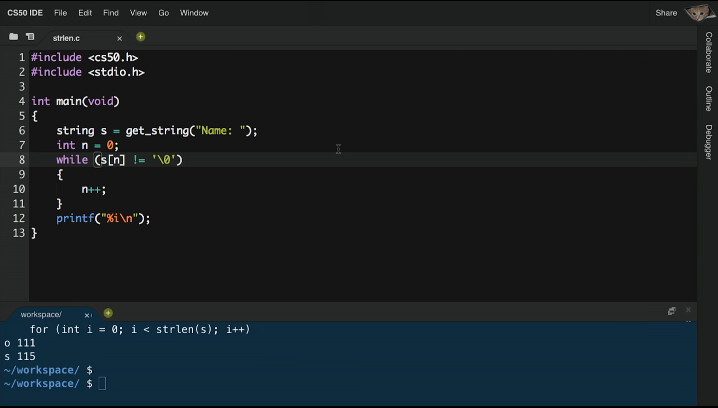 CS50 IDE File Edit Find View Go Window Share
strlen.c × +
Collaborate
Outline
Debugger
1 #include <cs50.h>
2 #include <stdio.h>
3
4 int main(void)
5 {
6 string s = get_string("Name: ");
7 int n = 0;
8 while (s[n] != '\0')
9 {
10 n++;
11 }
12 printf("%i\n");
13 }
workspace/ × +
for (int i = 0; i < strlen(s); i++)
o 111
s 115
~/workspace/ $
~/workspace/ $